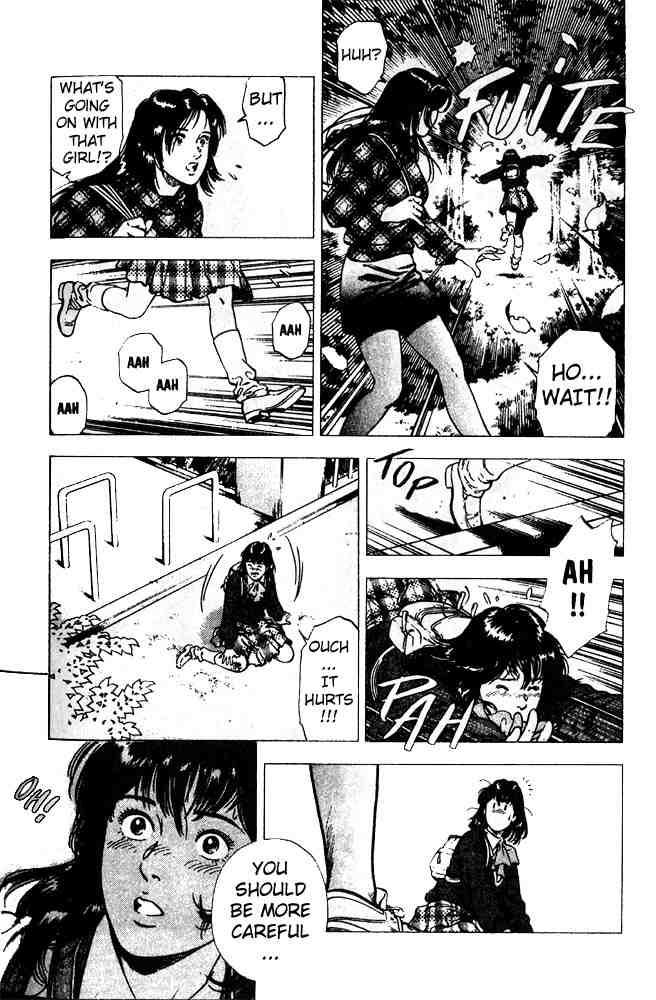 HUH?
FUITE
HO...
WAIT!!
BUT
...
WHAT'S
GOING
ON WITH
THAT
GIRL!?
AAH
AAH
AAH
AAH
TOP
AH
!!
PAH
OUCH
...
IT
HURTS
!!!
OH!
YOU
SHOULD
BE MORE
CAREFUL
...